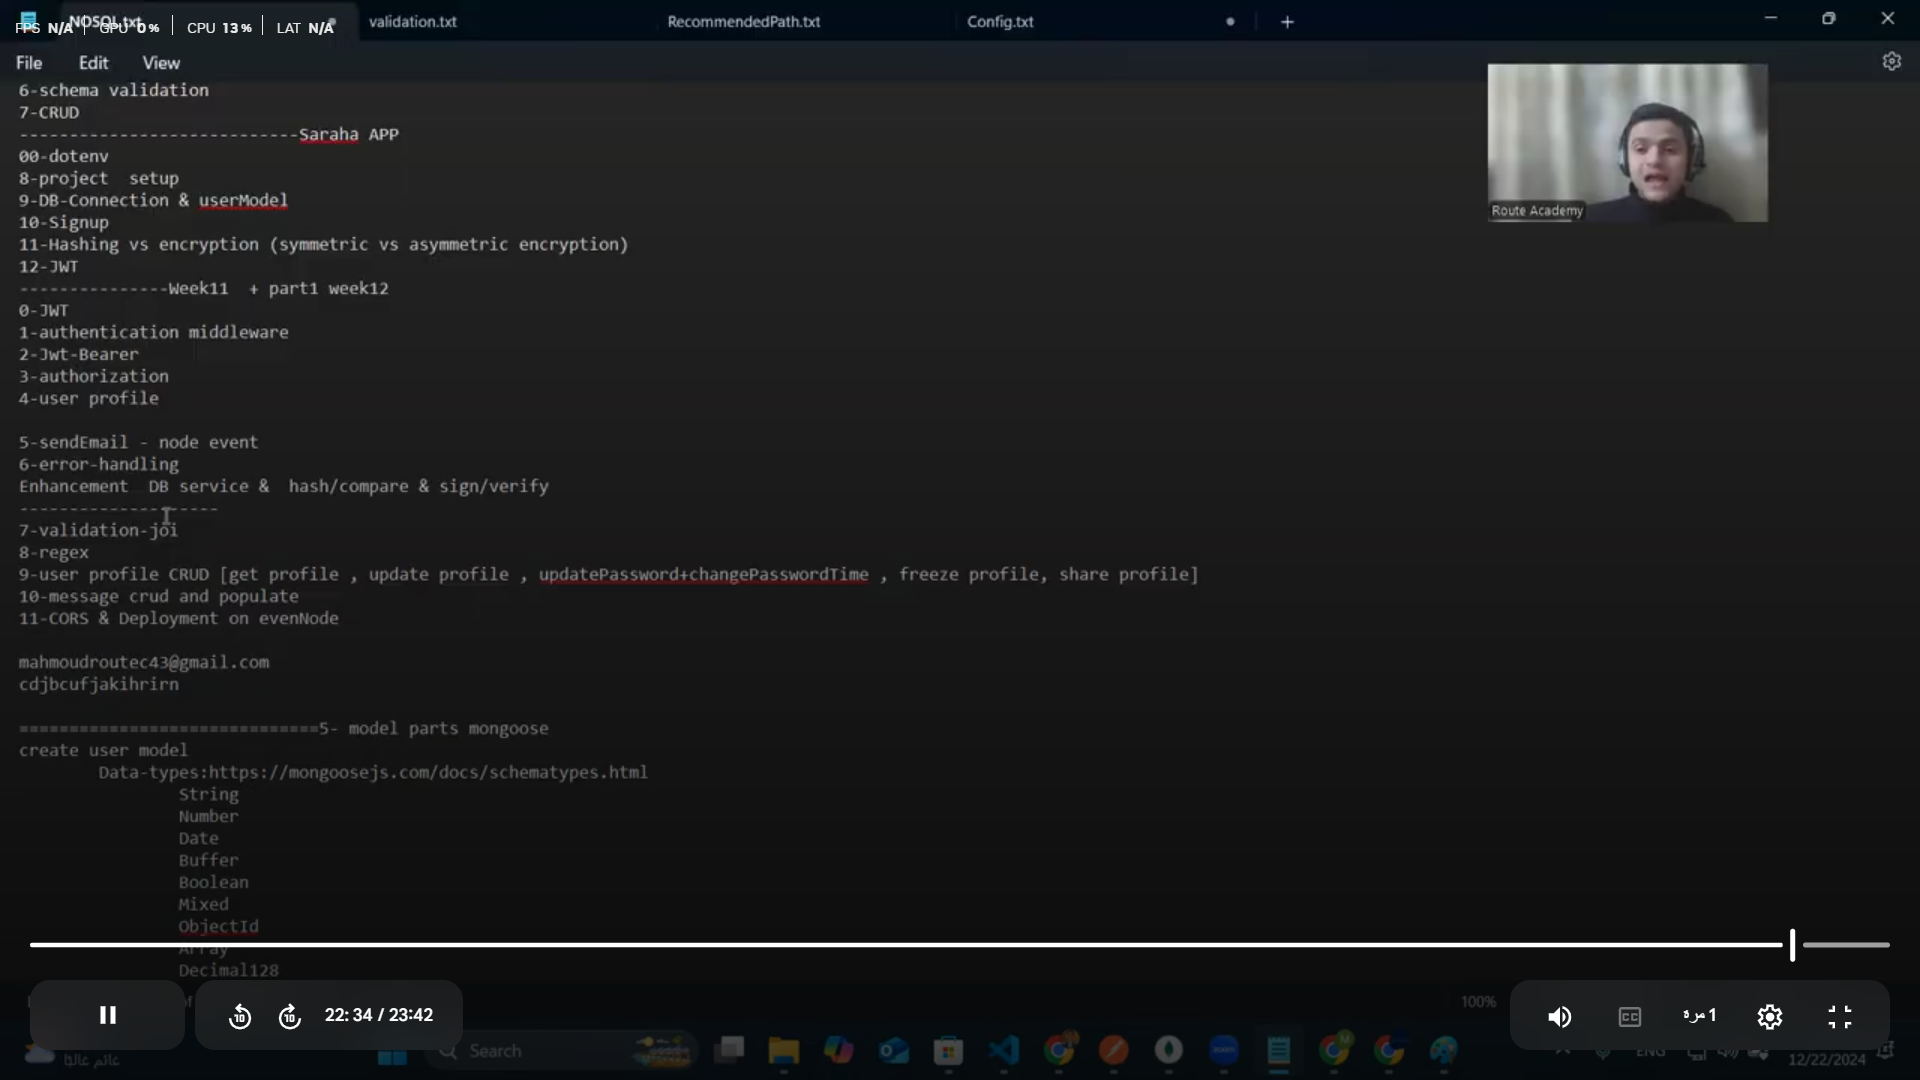 NOSQL.txt
validation.txt
RecommendedPath.txt
Config.txt
FPS N/A GPU 0% CPU 13% LAT N/A
File Edit View
6-schema validation
7-CRUD
----------------------------Saraha APP
00-dotenv
8-project  setup
9-DB-Connection & userModel
10-Signup
11-Hashing vs encryption (symmetric vs asymmetric encryption)
12-JWT
---------------Week11  + part1 week12
0-JWT
1-authentication middleware
2-Jwt-Bearer
3-authorization
4-user profile
5-sendEmail - node event
6-error-handling
Enhancement  DB service &  hash/compare & sign/verify
--------------------
7-validation-joi
8-regex
9-user profile CRUD [get profile , update profile , updatePassword+changePasswordTime , freeze profile, share profile]
10-message crud and populate
11-CORS & Deployment on evenNode
mahmoudroutec43@gmail.com
cdjbcufjakihrirn
==============================5- model parts mongoose
create user model
Data-types:https://mongoosejs.com/docs/schematypes.html
String
Number
Date
Buffer
Boolean
Mixed
ObjectId
Array
Decimal128
Route Academy
100%
22:34 / 23:42
1 مرة
Search
ENG
12/22/2024